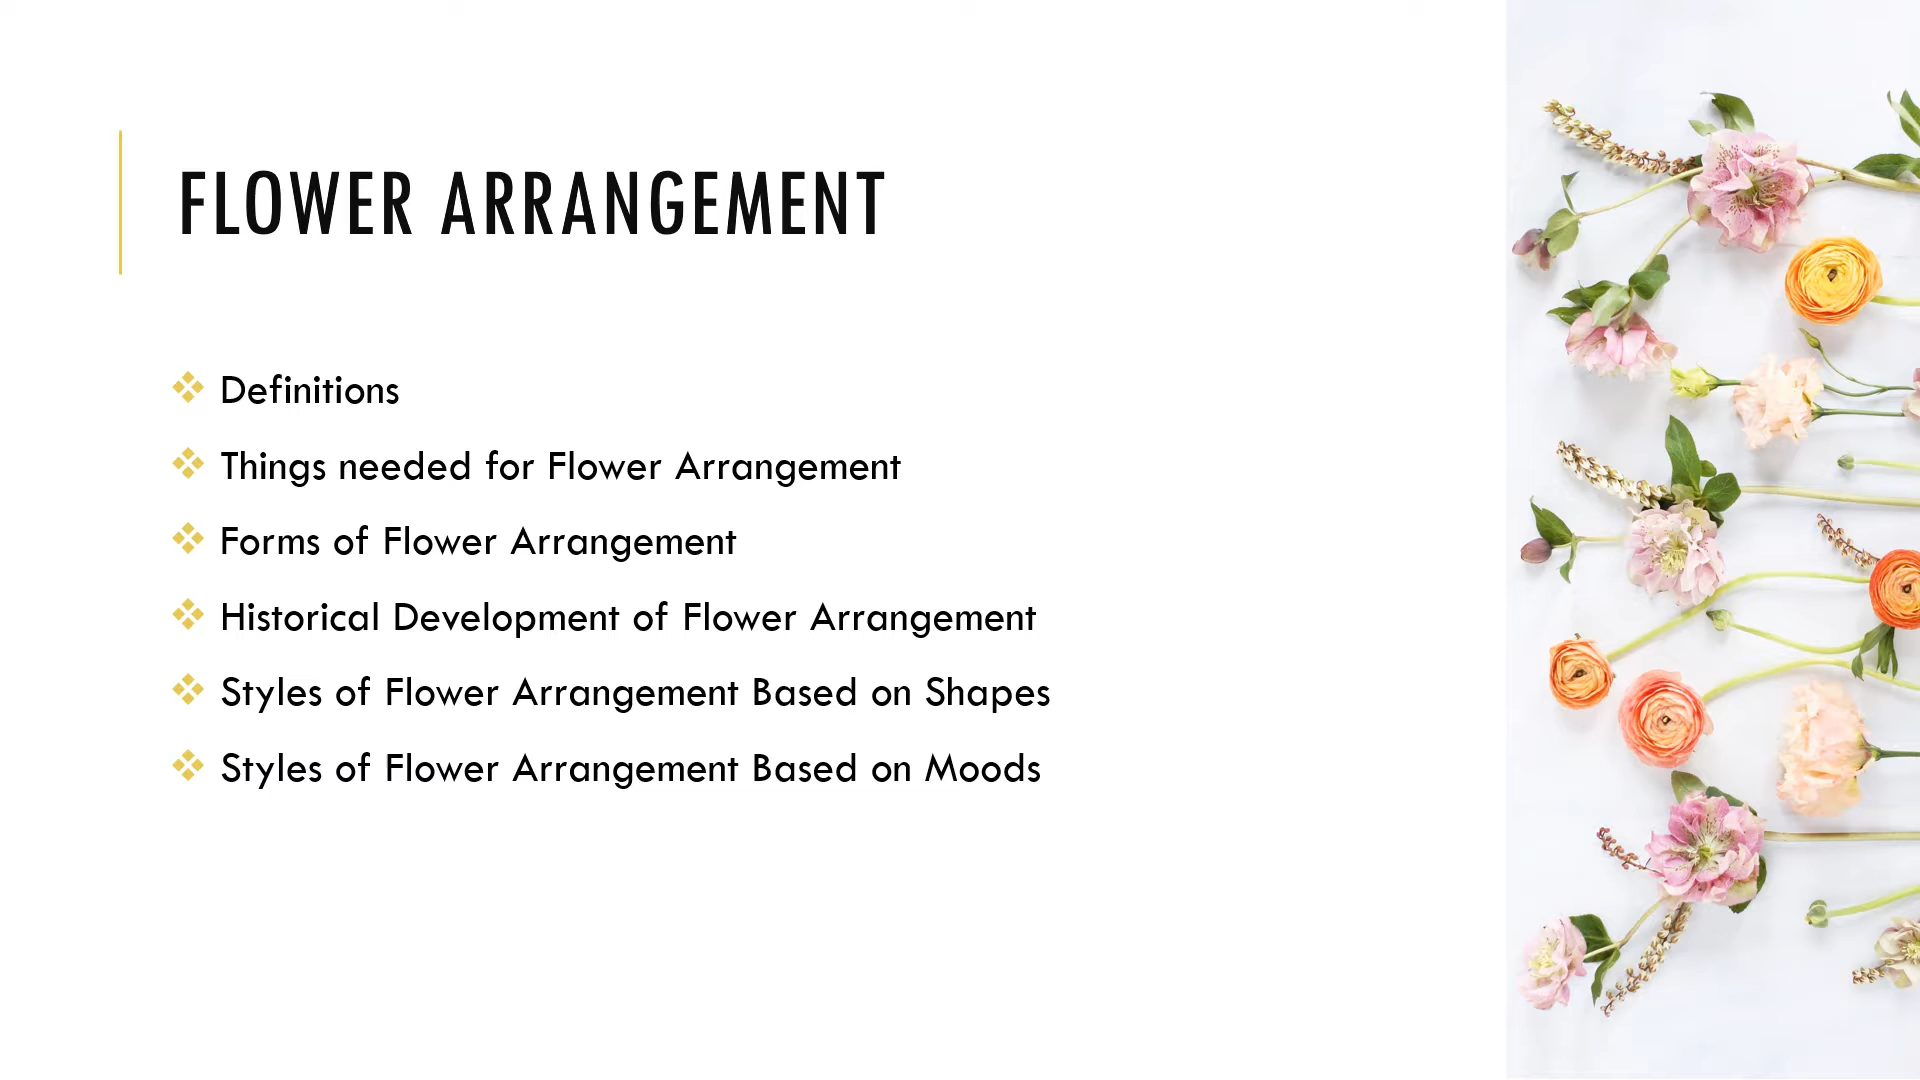 FLOWER ARRANGEMENT
❖ Definitions
❖ Things needed for Flower Arrangement
❖ Forms of Flower Arrangement
❖ Historical Development of Flower Arrangement
❖ Styles of Flower Arrangement Based on Shapes
❖ Styles of Flower Arrangement Based on Moods